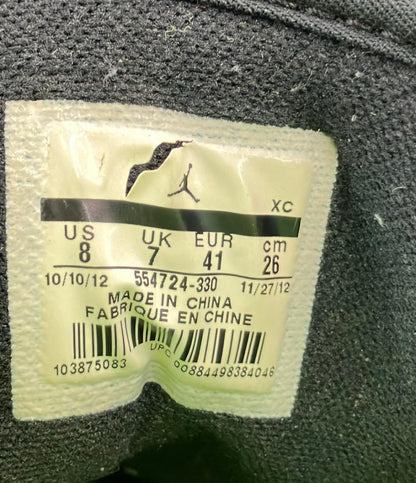 XC
US UK EUR cm
8 7 41 26
10/10/12 554724-330 11/27/12
MADE IN CHINA
FABRIQUE EN CHINE
103875083 UPC 00884498384046